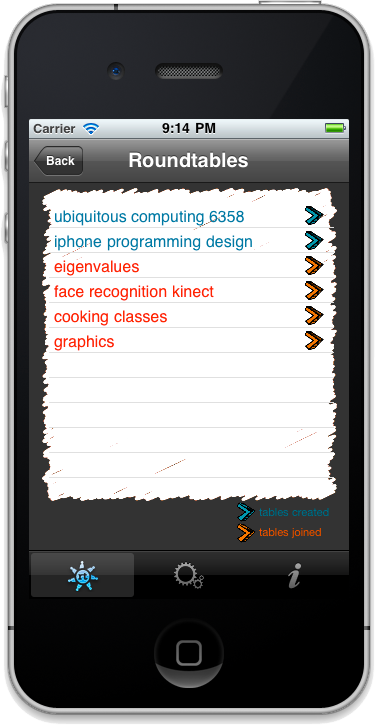 Carrier 9:14 PM
Back Roundtables
ubiquitous computing 6358
iphone programming design
eigenvalues
face recognition kinect
cooking classes
graphics
tables created
tables joined
i